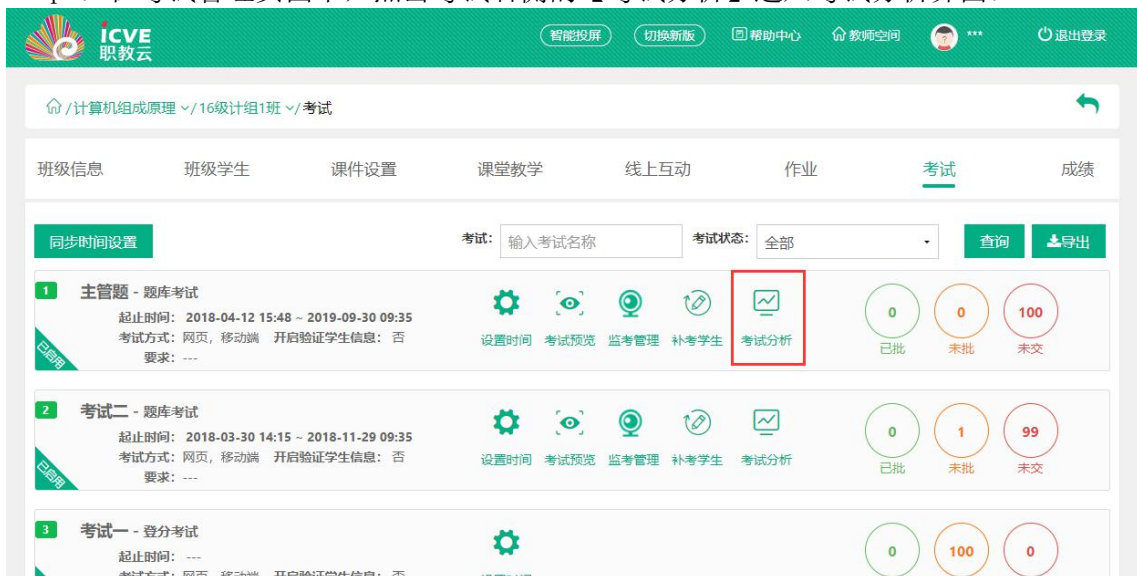 iCVE
职教云
智能投屏 切换新版 帮助中心 教师空间 *** 退出登录
/计算机组成原理 /16级计组1班 /考试
班级信息 班级学生 课件设置 课堂教学 线上互动 作业 考试 成绩
同步时间设置 考试: 输入考试名称 考试状态: 全部 查询 导出
1 主管题 - 题库考试
起止时间: 2018-04-12 15:48 ~ 2019-09-30 09:35
考试方式: 网页, 移动端 开启验证学生信息: 否
要求: ---
已启用
设置时间 考试预览 监考管理 补考学生 考试分析
0 0 100
已批 未批 未交
2 考试二 - 题库考试
起止时间: 2018-03-30 14:15 ~ 2018-11-29 09:35
考试方式: 网页, 移动端 开启验证学生信息: 否
要求: ---
已启用
设置时间 考试预览 监考管理 补考学生 考试分析
0 1 99
已批 未批 未交
3 考试一 - 登分考试
起止时间: ---
0 100 0